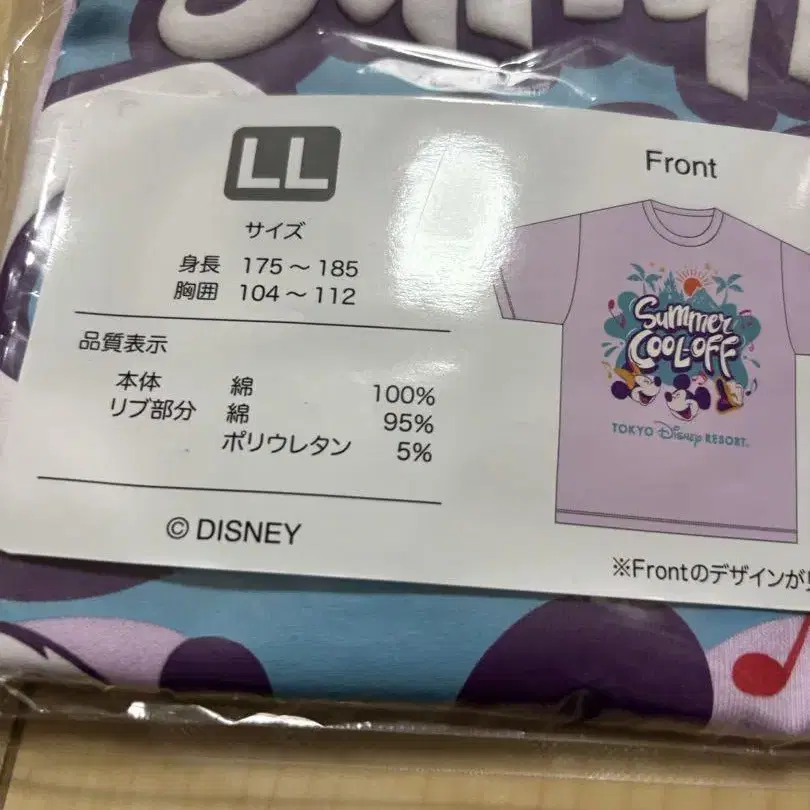 LL
サイズ
身長 175～185
胸囲 104～112
品質表示
本体 綿 100%
リブ部分 綿 95%
ポリウレタン 5%
© DISNEY
Front
Summer
COOL OFF
TOKYO Disney RESORT
※Frontのデザインが